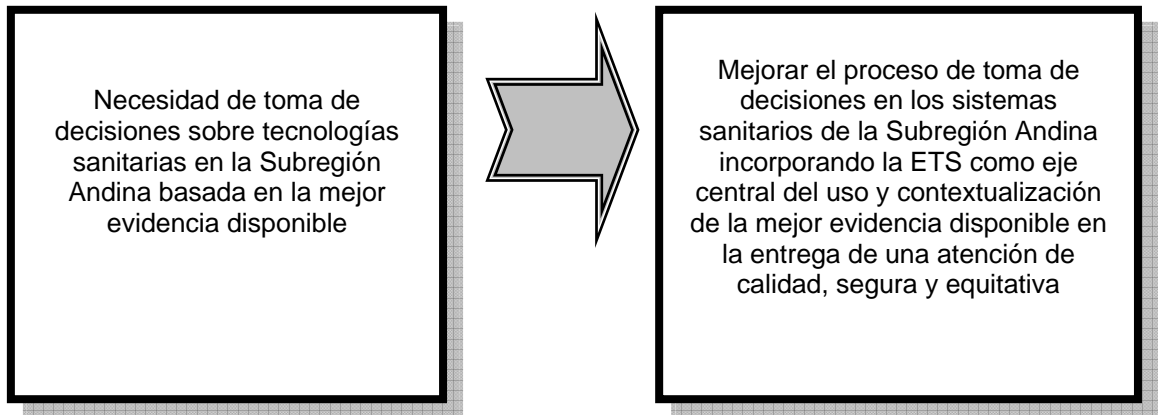 Necesidad de toma de
decisiones sobre tecnologías
sanitarias en la Subregión
Andina basada en la mejor
evidencia disponible
Mejorar el proceso de toma de
decisiones en los sistemas
sanitarios de la Subregión Andina
incorporando la ETS como eje
central del uso y contextualización
de la mejor evidencia disponible en
la entrega de una atención de
calidad, segura y equitativa